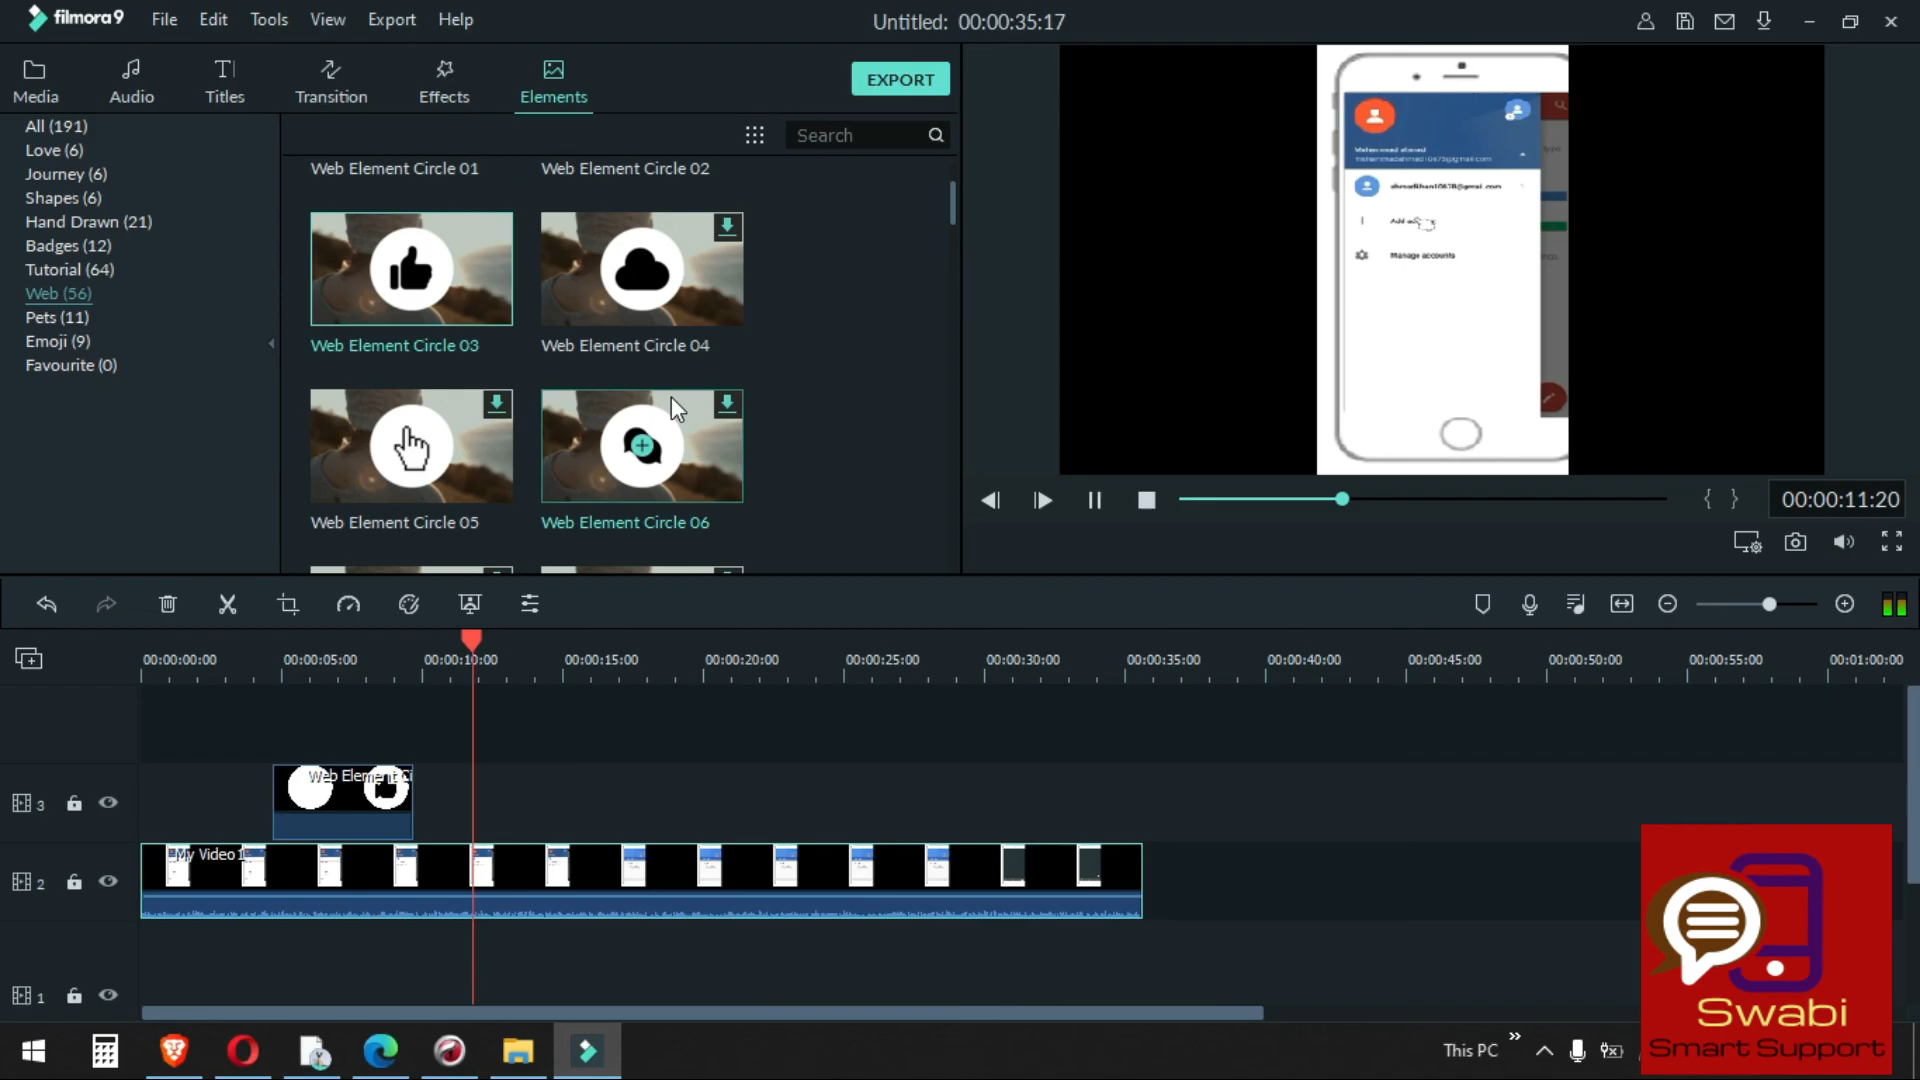 filmora9 File Edit Tools View Export Help Untitled: 00:00:35:17
Media Audio Titles Transition Effects Elements EXPORT
All (191)
Love (6)
Journey (6)
Shapes (6)
Hand Drawn (21)
Badges (12)
Tutorial (64)
Web (56)
Pets (11)
Emoji (9)
Favourite (0)
Search
Web Element Circle 01 Web Element Circle 02
Web Element Circle 03 Web Element Circle 04
Web Element Circle 05 Web Element Circle 06
Manage accounts
{ } 00:00:11:20
00:00:00:00 00:00:05:00 00:00:10:00 00:00:15:00 00:00:20:00 00:00:25:00 00:00:30:00 00:00:35:00 00:00:40:00 00:00:45:00 00:00:50:00 00:00:55:00 00:01:00:00
3 Web Element Ci
2 My Video1
1
Swabi
Smart Support
This PC